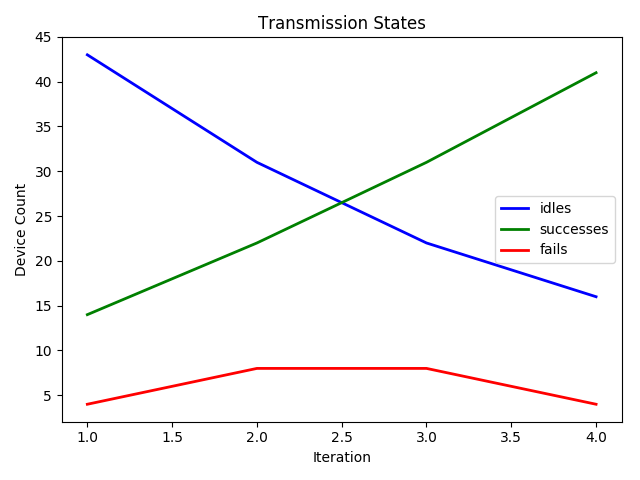 Transmission States
Device Count
45
40
35
30
25
20
15
10
5
idles
successes
fails
1.0 1.5 2.0 2.5 3.0 3.5 4.0
Iteration